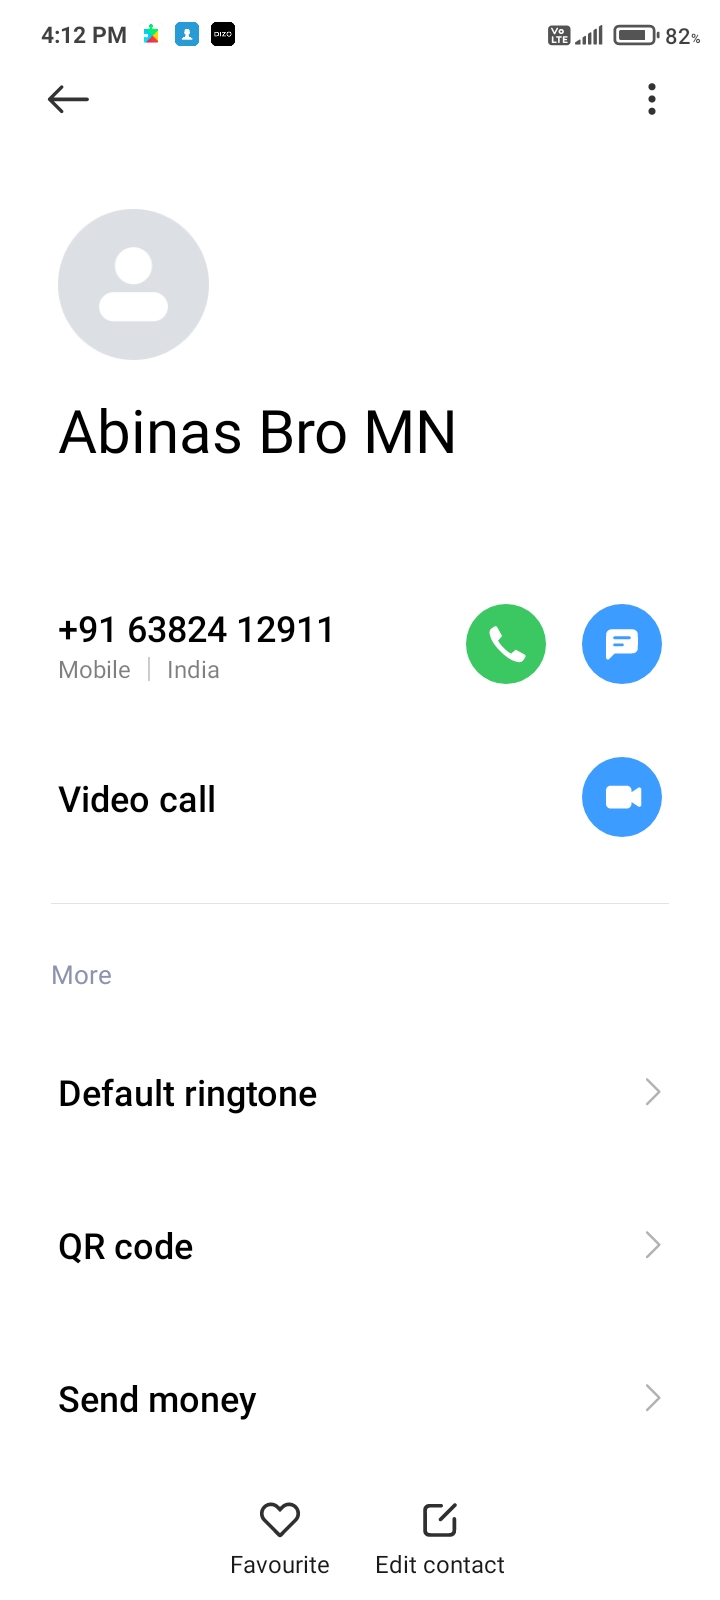 4:12 PM DIZO Vo LTE 82%
Abinas Bro MN
+91 63824 12911
Mobile | India
Video call
More
Default ringtone
QR code
Send money
Favourite Edit contact